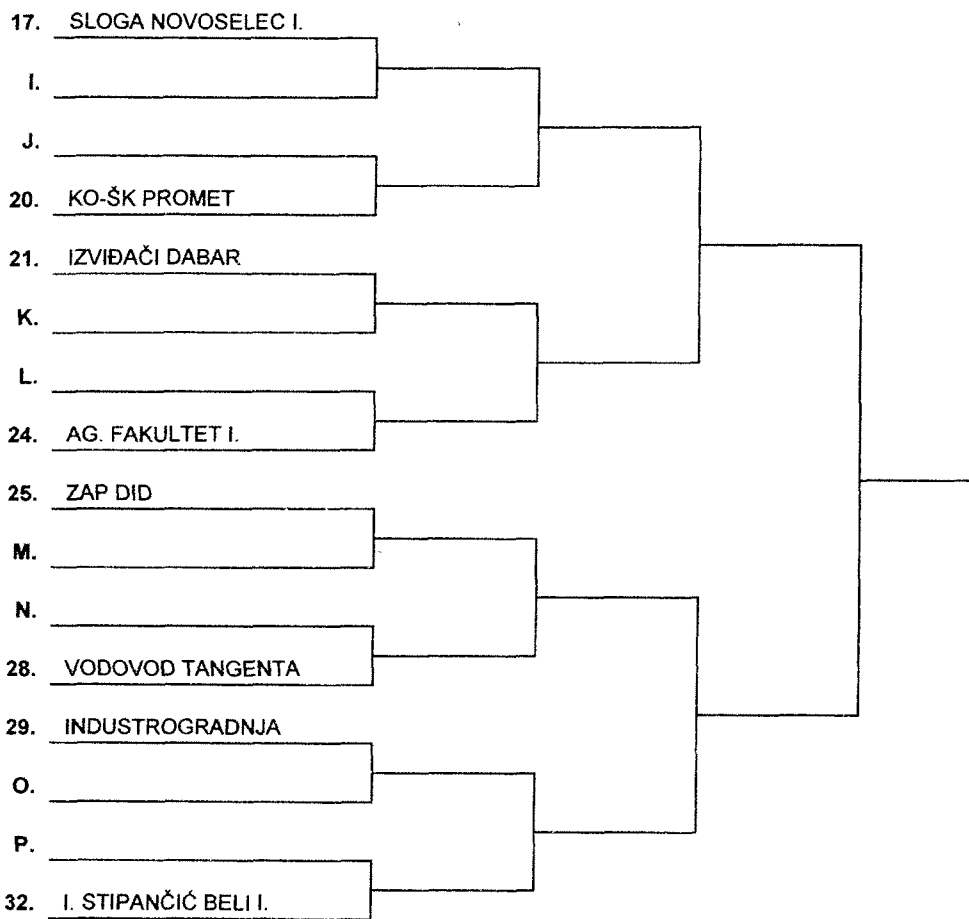 17. SLOGA NOVOSELEC I.
I.
J.
20. KO-ŠK PROMET
21. IZVIĐAČI DABAR
K.
L.
24. AG. FAKULTET I.
25. ZAP DID
M.
N.
28. VODOVOD TANGENTA
29. INDUSTROGRADNJA
O.
P.
32. I. STIPANČIĆ BELI I.